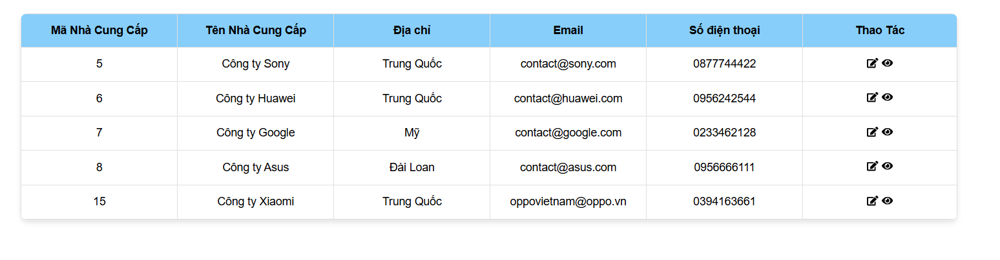 Mã Nhà Cung Cấp Tên Nhà Cung Cấp Địa chỉ Email Số điện thoại Thao Tác
5 Công ty Sony Trung Quốc contact@sony.com 0877744422
6 Công ty Huawei Trung Quốc contact@huawei.com 0956242544
7 Công ty Google Mỹ contact@google.com 0233462128
8 Công ty Asus Đài Loan contact@asus.com 0956666111
15 Công ty Xiaomi Trung Quốc oppovietnam@oppo.vn 0394163661